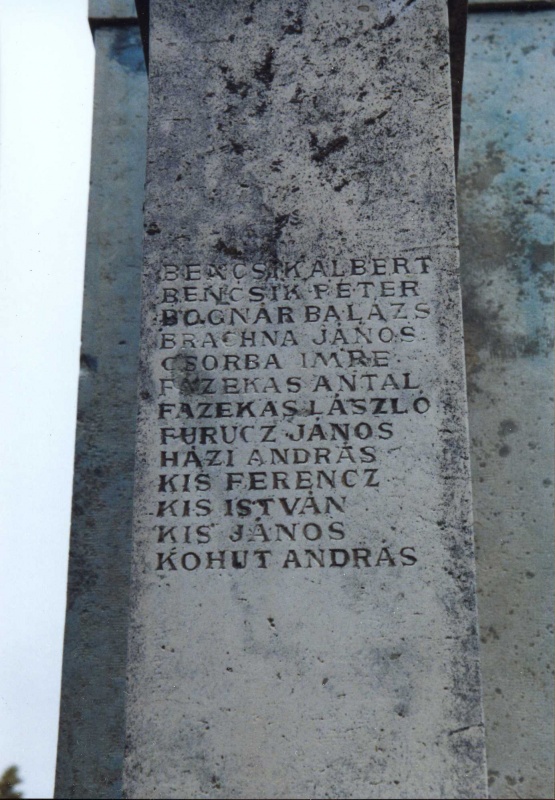 BENCSIK ALBERT
BENCSIK PÉTER
BOGNÁR BALÁZS
BRACHNA JÁNOS
CSORBA IMRE
FAZEKAS ANTAL
FAZEKAS LÁSZLÓ
FURUCZ JÁNOS
HÁZI ANDRÁS
KIS FERENCZ
KIS ISTVÁN
KIS JÁNOS
KOHUT ANDRÁS